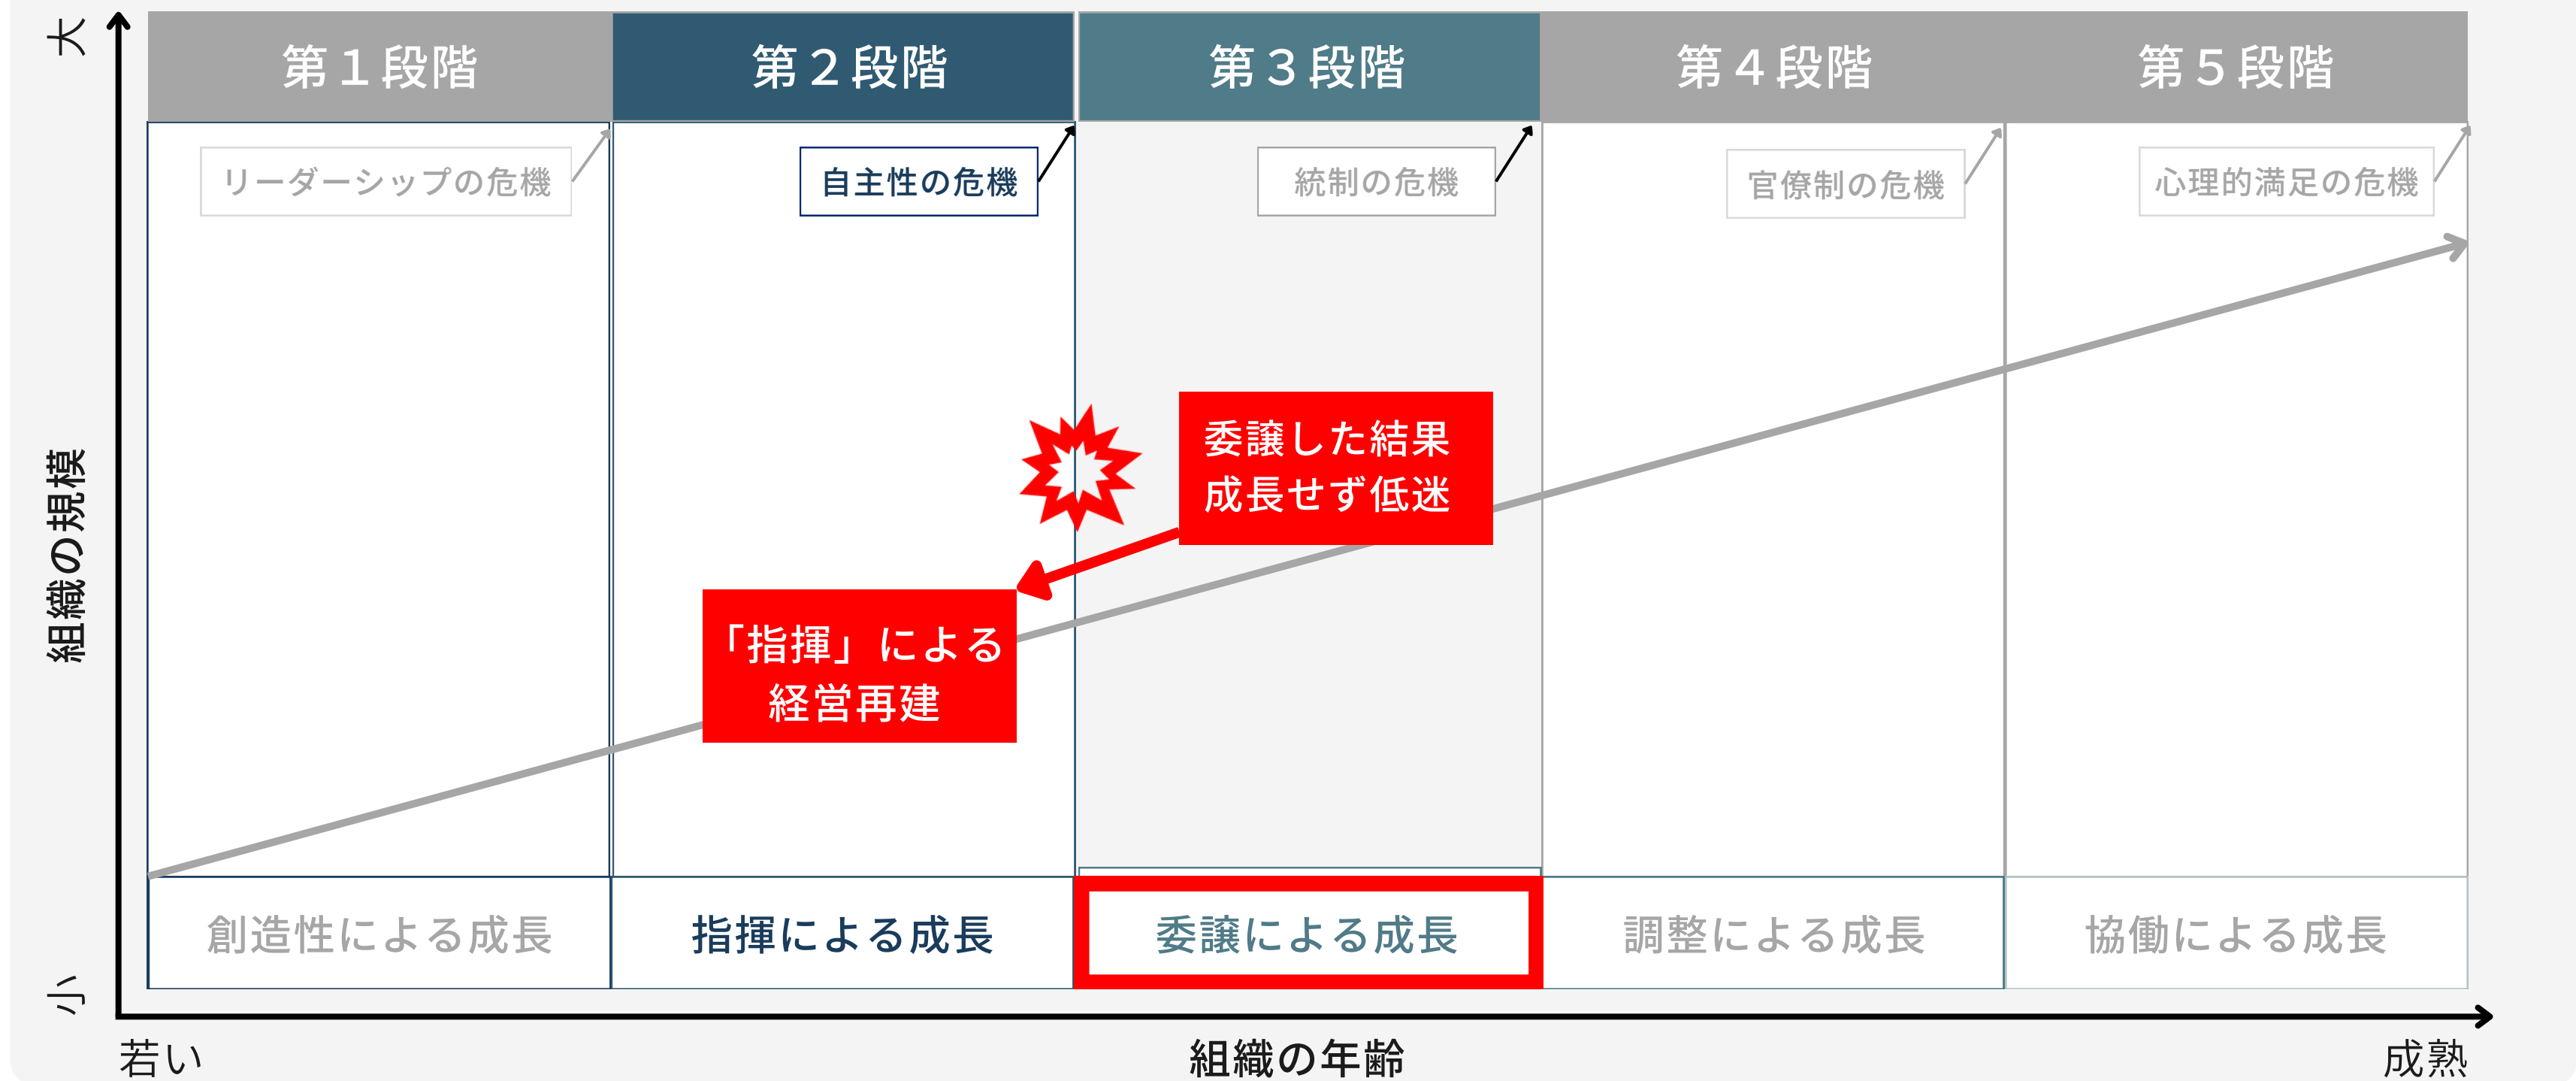 大
第１段階
第２段階
第３段階
第４段階
第５段階
リーダーシップの危機
自主性の危機
統制の危機
官僚制の危機
心理的満足の危機
組織の規模
委譲した結果
成長せず低迷
「指揮」による
経営再建
創造性による成長
指揮による成長
委譲による成長
調整による成長
協働による成長
小
若い
組織の年齢
成熟